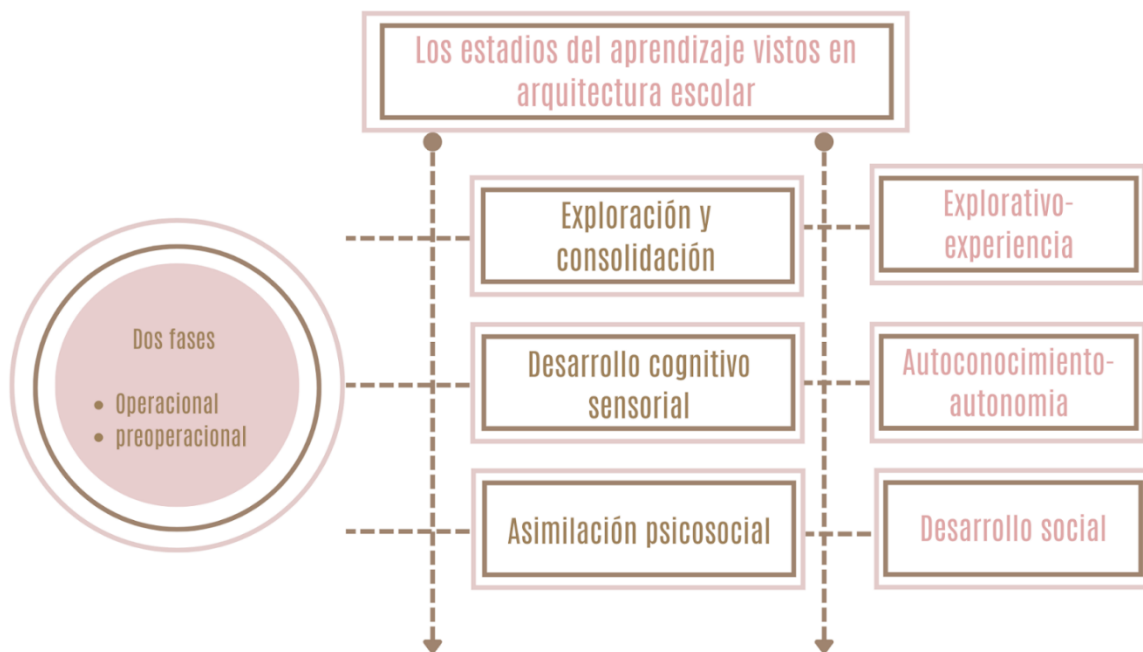 Los estadios del aprendizaje vistos en
arquitectura escolar
Dos fases
• Operacional
• preoperacional
Exploración y
consolidación
Explorativo-
experiencia
Desarrollo cognitivo
sensorial
Autoconocimiento-
autonomia
Asimilación psicosocial
Desarrollo social